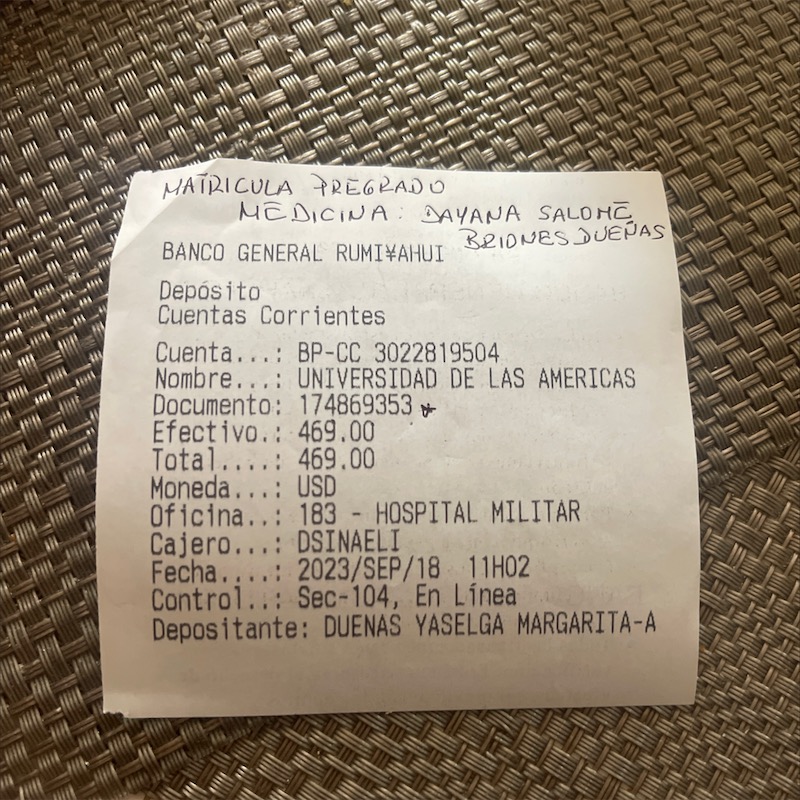 MATRICULA PREGRADO
MEDICINA: DAYANA SALOMÉ
BRIONES DUEÑAS
BANCO GENERAL RUMI¥AHUI
Depósito
Cuentas Corrientes
Cuenta...: BP-CC 3022819504
Nombre...: UNIVERSIDAD DE LAS AMERICAS
Documento: 174869353
Efectivo.: 469.00
Total....: 469.00
Moneda...: USD
Oficina..: 183 - HOSPITAL MILITAR
Cajero...: DSINAELI
Fecha....: 2023/SEP/18 11H02
Control..: Sec-104, En Línea
Depositante: DUENAS YASELGA MARGARITA-A